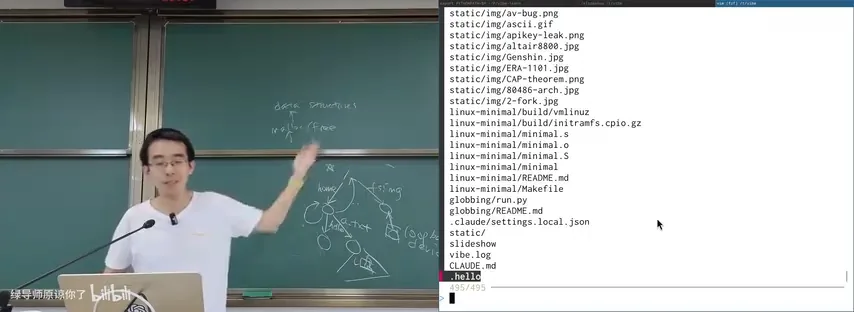 data structures
home
a.txt
绿导师原谅你了
bilibili
static/img/av-bug.png
static/img/ascii.gif
static/img/apikey-leak.png
static/img/altair8800.jpg
static/img/Genshin.jpg
static/img/ERA-1101.jpg
static/img/CAP-theorem.png
static/img/80486-arch.jpg
static/img/2-fork.jpg
linux-minimal/build/vmlinuz
linux-minimal/build/initramfs.cpio.gz
linux-minimal/minimal.s
linux-minimal/minimal.o
linux-minimal/minimal.S
linux-minimal/minimal
linux-minimal/README.md
linux-minimal/Makefile
globbing/run.py
globbing/README.md
.claude/settings.local.json
static/
slideshow
vibe.log
CLAUDE.md
.hello
495/495
>